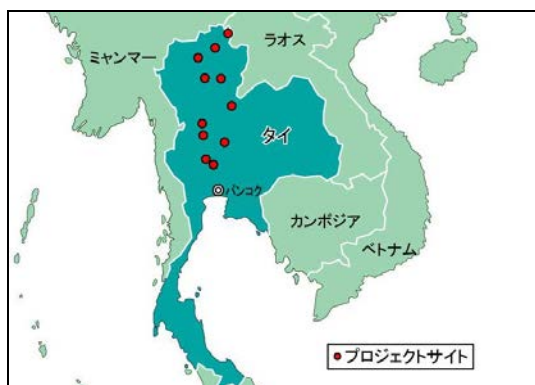 ラオス
ミャンマー
タイ
バンコク
カンボジア
ベトナム
プロジェクトサイト